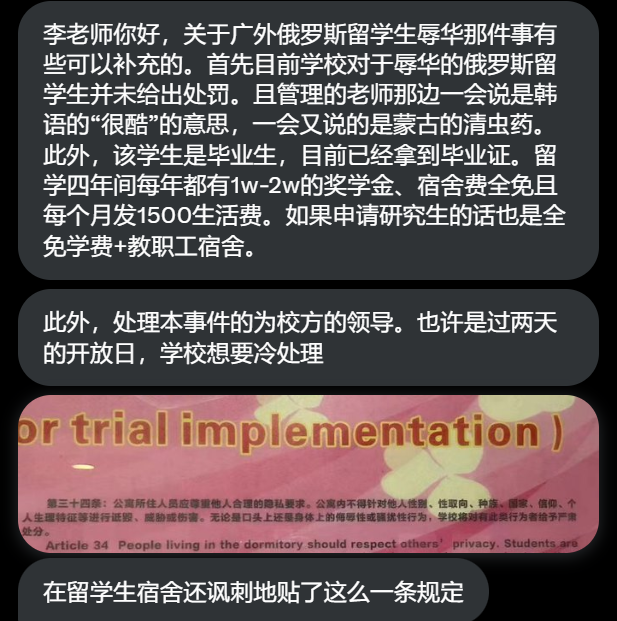 李老师你好，关于广外俄罗斯留学生辱华那件事有
些可以补充的。首先目前学校对于辱华的俄罗斯留
学生并未给出处罚。且管理的老师那边一会说是韩
语的“很酷”的意思，一会又说的是蒙古的清虫药。
此外，该学生是毕业生，目前已经拿到毕业证。留
学四年间每年都有1w-2w的奖学金、宿舍费全免且
每个月发1500生活费。如果申请研究生的话也是全
免学费+教职工宿舍。
此外，处理本事件的为校方的领导。也许是过两天
的开放日，学校想要冷处理
or trial implementation )
第三十四条：公寓所住人员应尊重他人合理的隐私要求。公寓内不得针对他人性别、性取向、种族、国家、信仰、个
人生理特征等进行诋毁、威胁或伤害。无论是口头上还是身体上的侮辱性或骚扰性行为，学校将对有此类行为者给予严肃
处分。
Article 34 People living in the dormitory should respect others' privacy. Students are
在留学生宿舍还讽刺地贴了这么一条规定